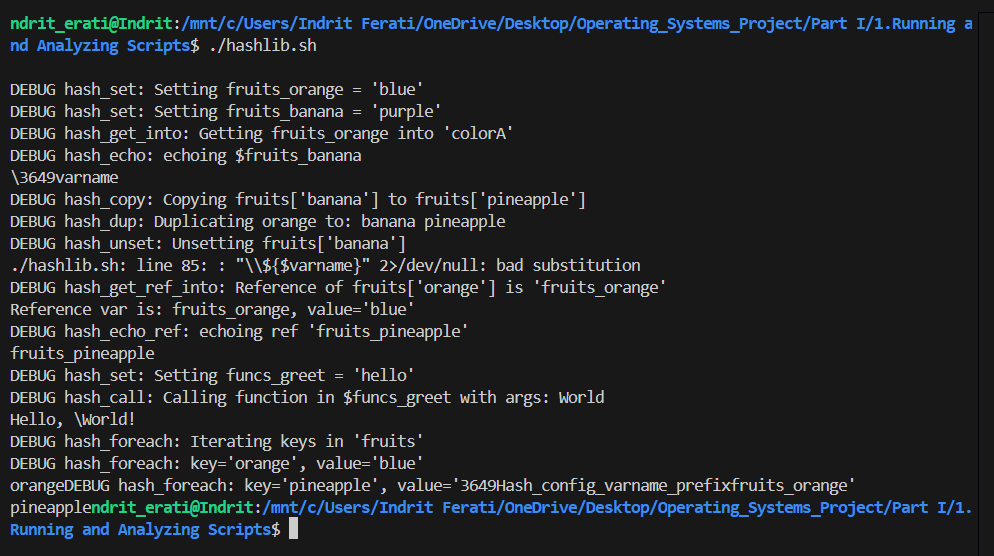 ndrit_erati@Indrit:/mnt/c/Users/Indrit Ferati/OneDrive/Desktop/Operating_Systems_Project/Part I/1.Running a
nd Analyzing Scripts$ ./hashlib.sh
DEBUG hash_set: Setting fruits_orange = 'blue'
DEBUG hash_set: Setting fruits_banana = 'purple'
DEBUG hash_get_into: Getting fruits_orange into 'colorA'
DEBUG hash_echo: echoing $fruits_banana
\3649varname
DEBUG hash_copy: Copying fruits['banana'] to fruits['pineapple']
DEBUG hash_dup: Duplicating orange to: banana pineapple
DEBUG hash_unset: Unsetting fruits['banana']
./hashlib.sh: line 85: : "\\${$varname}" 2>/dev/null: bad substitution
DEBUG hash_get_ref_into: Reference of fruits['orange'] is 'fruits_orange'
Reference var is: fruits_orange, value='blue'
DEBUG hash_echo_ref: echoing ref 'fruits_pineapple'
fruits_pineapple
DEBUG hash_set: Setting funcs_greet = 'hello'
DEBUG hash_call: Calling function in $funcs_greet with args: World
Hello, \World!
DEBUG hash_foreach: Iterating keys in 'fruits'
DEBUG hash_foreach: key='orange', value='blue'
orangeDEBUG hash_foreach: key='pineapple', value='3649Hash_config_varname_prefixfruits_orange'
pineapplendrit_erati@Indrit:/mnt/c/Users/Indrit Ferati/OneDrive/Desktop/Operating_Systems_Project/Part I/1.
Running and Analyzing Scripts$